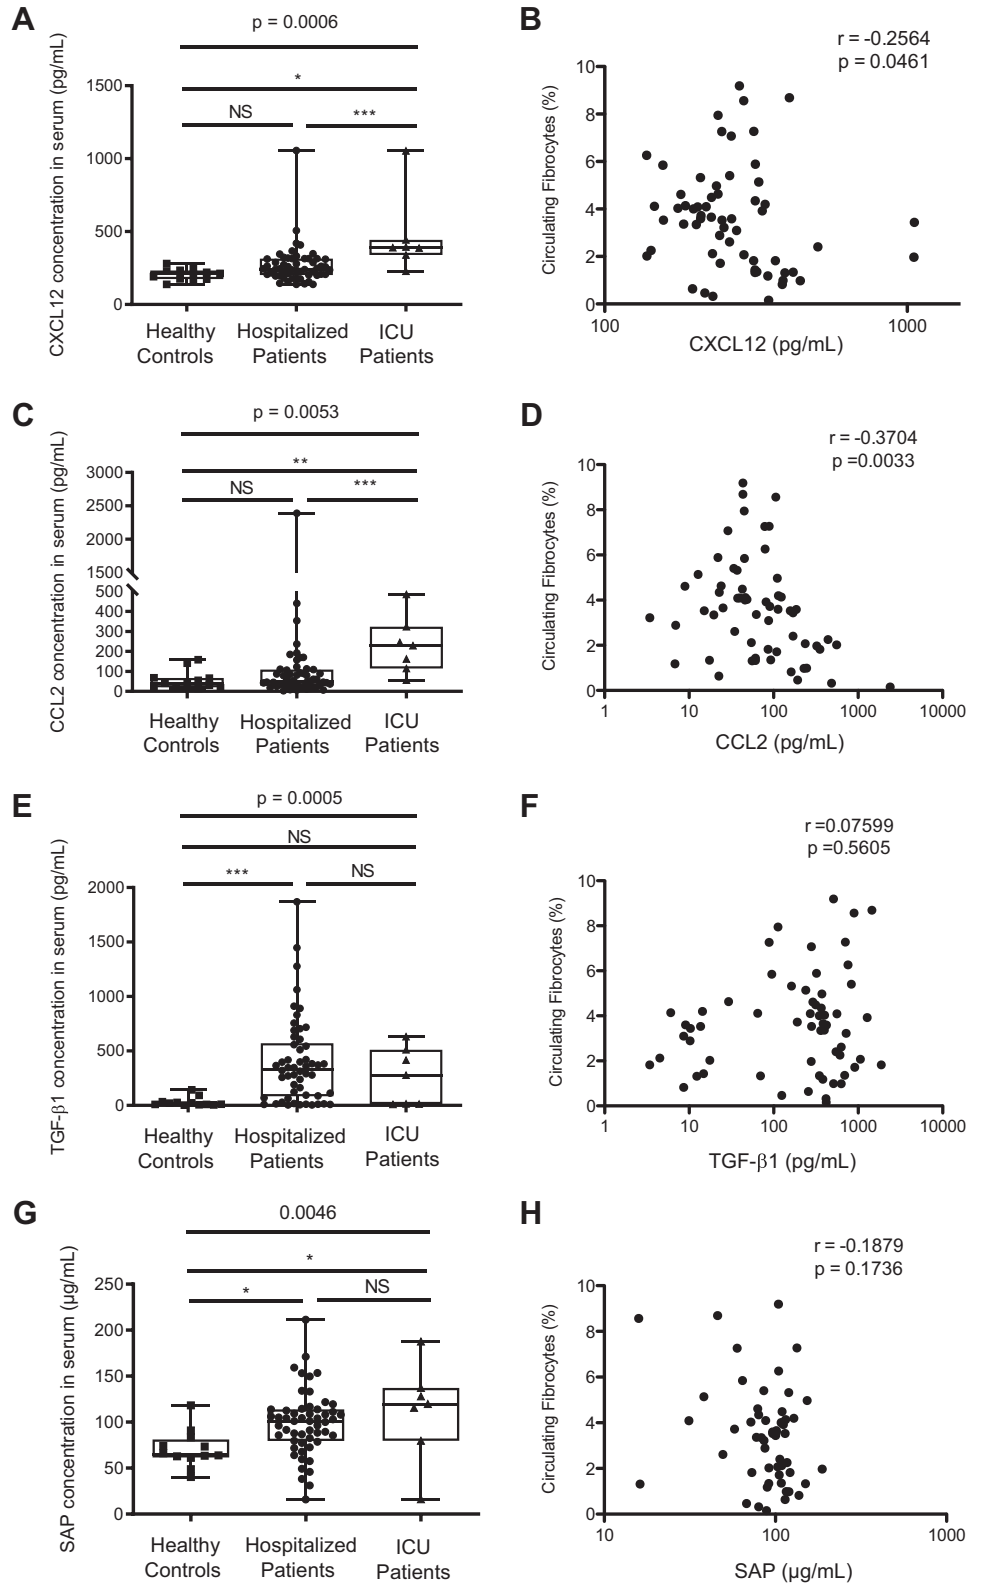 A
p = 0.0006
*
NS
***
CXCL12 concentration in serum (pg/mL)
1500
1000
500
0
Healthy Controls
Hospitalized Patients
ICU Patients
B
r = -0.2564
p = 0.0461
Circulating Fibrocytes (%)
10
8
6
4
2
0
100
1000
CXCL12 (pg/mL)
C
p = 0.0053
**
NS
***
CCL2 concentration in serum (pg/mL)
3000
2500
2000
1500
500
400
300
200
100
0
Healthy Controls
Hospitalized Patients
ICU Patients
D
r = -0.3704
p =0.0033
Circulating Fibrocytes (%)
10
8
6
4
2
0
1
10
100
1000
10000
CCL2 (pg/mL)
E
p = 0.0005
NS
***
NS
TGF-β1 concentration in serum (pg/mL)
2000
1500
1000
500
0
Healthy Controls
Hospitalized Patients
ICU Patients
F
r =0.07599
p =0.5605
Circulating Fibrocytes (%)
10
8
6
4
2
0
1
10
100
1000
10000
TGF-β1 (pg/mL)
G
0.0046
*
*
NS
SAP concentration in serum (µg/mL)
250
200
150
100
50
0
Healthy Controls
Hospitalized Patients
ICU Patients
H
r = -0.1879
p = 0.1736
Circulating Fibrocytes (%)
10
8
6
4
2
0
10
100
1000
SAP (µg/mL)